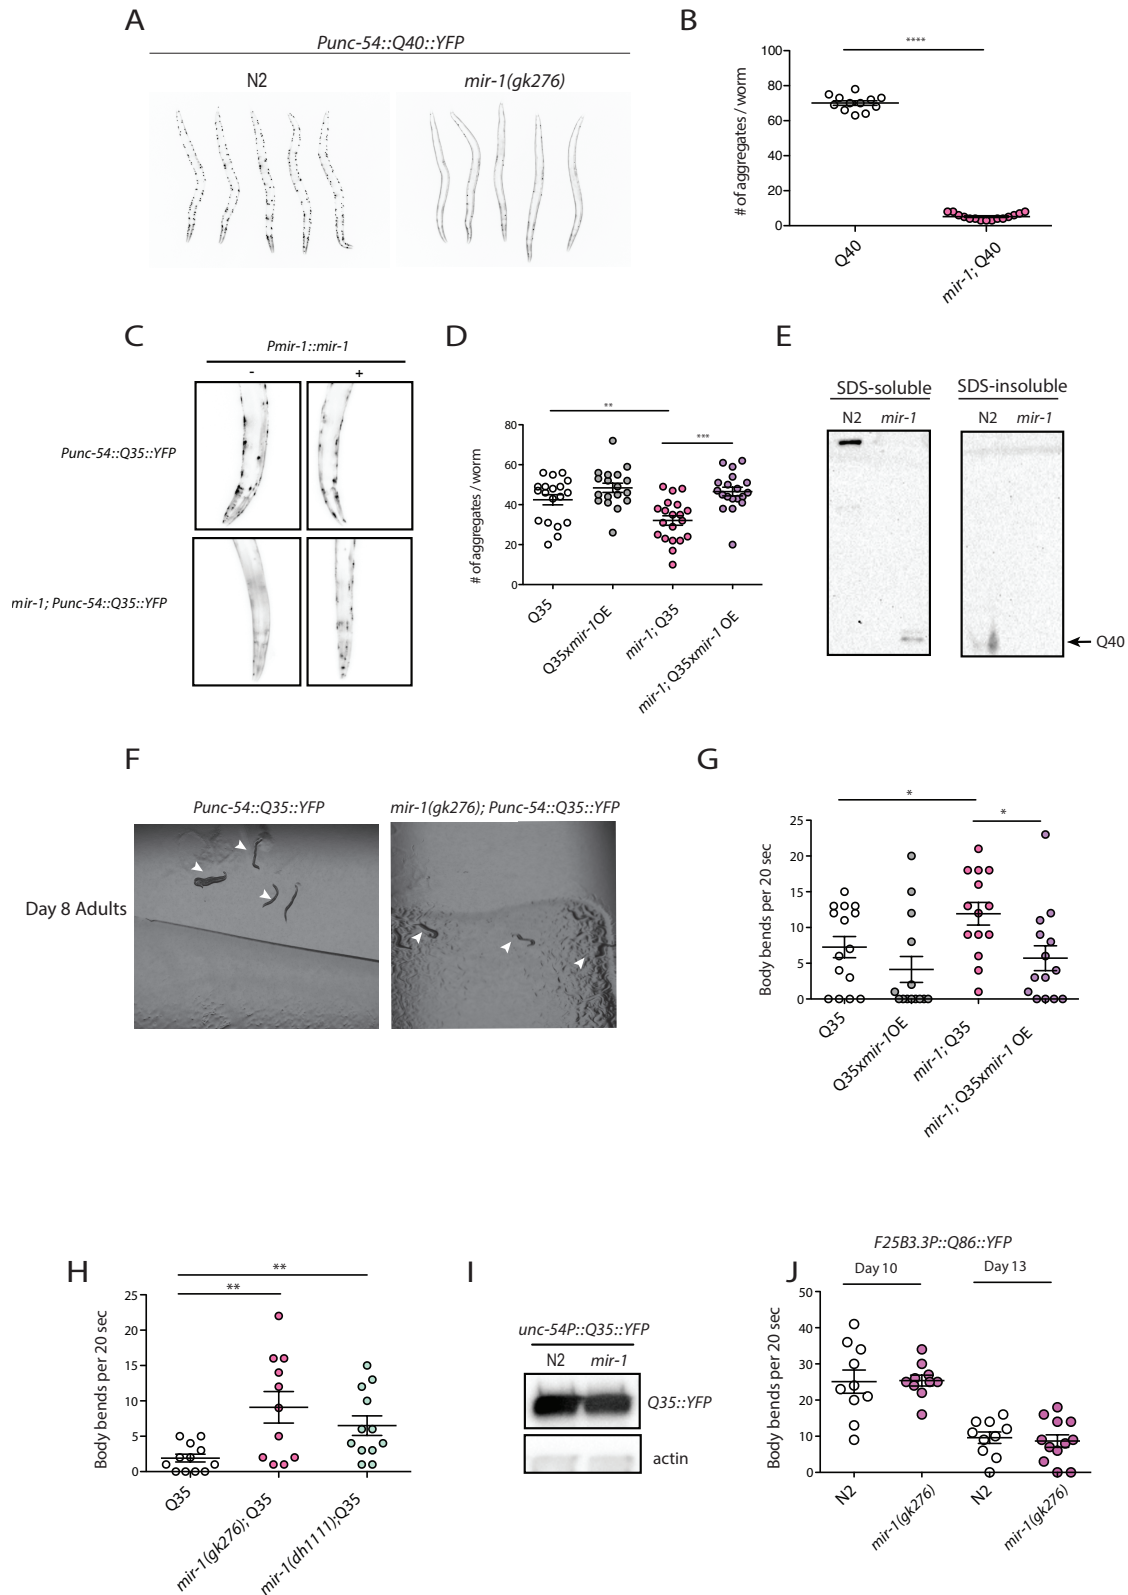 A
Punc-54::Q40::YFP
N2
mir-1(gk276)
B
****
# of aggregates / worm
100
80
60
40
20
0
Q40
mir-1; Q40
C
Pmir-1::mir-1
-
+
Punc-54::Q35::YFP
mir-1; Punc-54::Q35::YFP
D
**
***
# of aggregates / worm
80
60
40
20
0
Q35
Q35xmir-1OE
mir-1; Q35
mir-1; Q35xmir-1 OE
E
SDS-soluble
SDS-insoluble
N2
mir-1
N2
mir-1
Q40
F
Punc-54::Q35::YFP
mir-1(gk276); Punc-54::Q35::YFP
Day 8 Adults
G
*
*
Body bends per 20 sec
25
20
15
10
5
0
Q35
Q35xmir-1OE
mir-1; Q35
mir-1; Q35xmir-1 OE
H
**
**
Body bends per 20 sec
25
20
15
10
5
0
Q35
mir-1(gk276); Q35
mir-1(dh1111);Q35
I
unc-54P::Q35::YFP
N2
mir-1
Q35::YFP
actin
J
F25B3.3P::Q86::YFP
Day 10
Day 13
Body bends per 20 sec
50
40
30
20
10
0
N2
mir-1(gk276)
N2
mir-1(gk276)